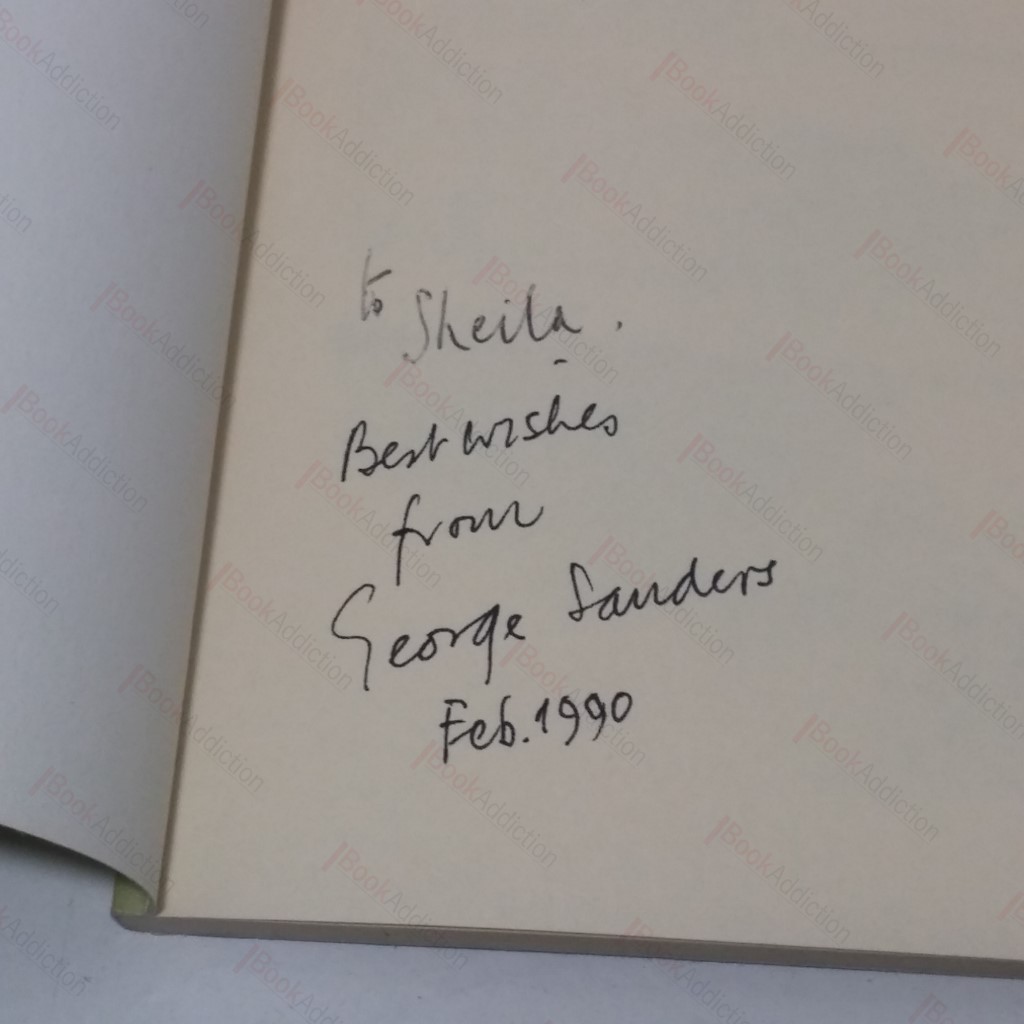 to Sheila.
Best wishes
from
George Sanders
Feb. 1990